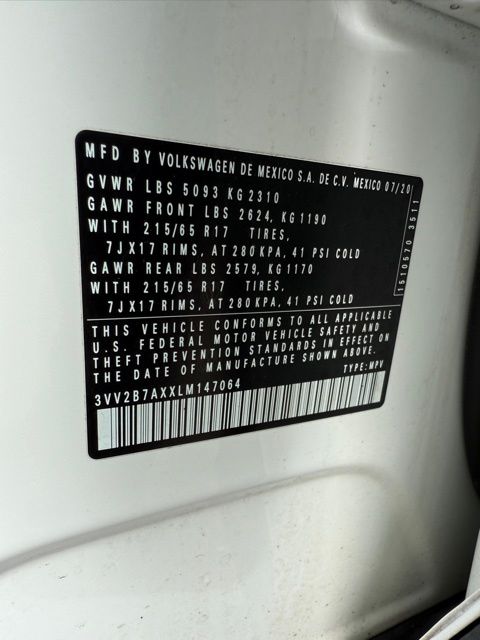 MFD BY VOLKSWAGEN DE MEXICO S.A. DE C.V. MEXICO 07/20
GVWR LBS 5093 KG 2310
GAWR FRONT LBS 2624, KG 1190
WITH 215/65 R17 TIRES,
7JX17 RIMS, AT 280 KPA, 41 PSI COLD
GAWR REAR LBS 2579, KG 1170
WITH 215/65 R17 TIRES,
7JX17 RIMS, AT 280 KPA, 41 PSI COLD
THIS VEHICLE CONFORMS TO ALL APPLICABLE
U.S. FEDERAL MOTOR VEHICLE SAFETY AND
THEFT PREVENTION STANDARDS IN EFFECT ON
THE DATE OF MANUFACTURE SHOWN ABOVE.
3VV2B7AXXLM147064 TYPE: MPV
1510570 3511